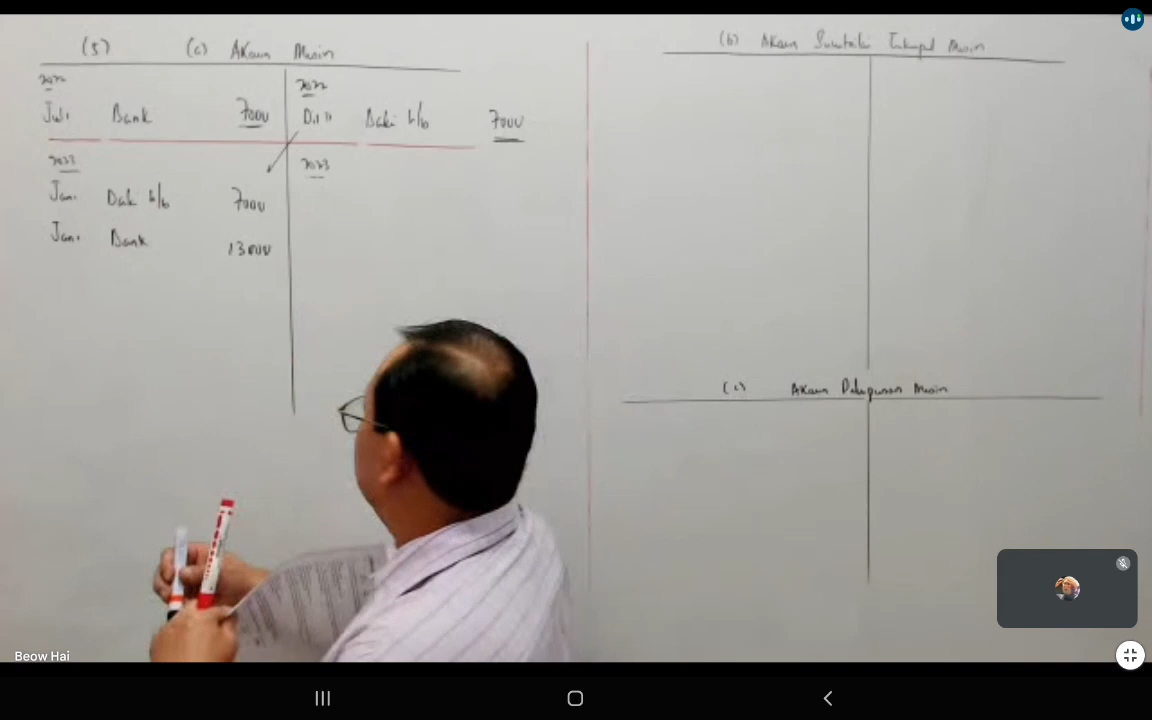 (5) (a) Akaun Mesin
2022
2022
Julai Bank 7000
Dis 31 Baki h/b 7000
2023
2023
Jan. Baki b/b 7000
Jan. Bank 13000
(b) Akaun Susutnilai Terkumpul Mesin
(c) Akaun Pelupusan Mesin
Beow Hai